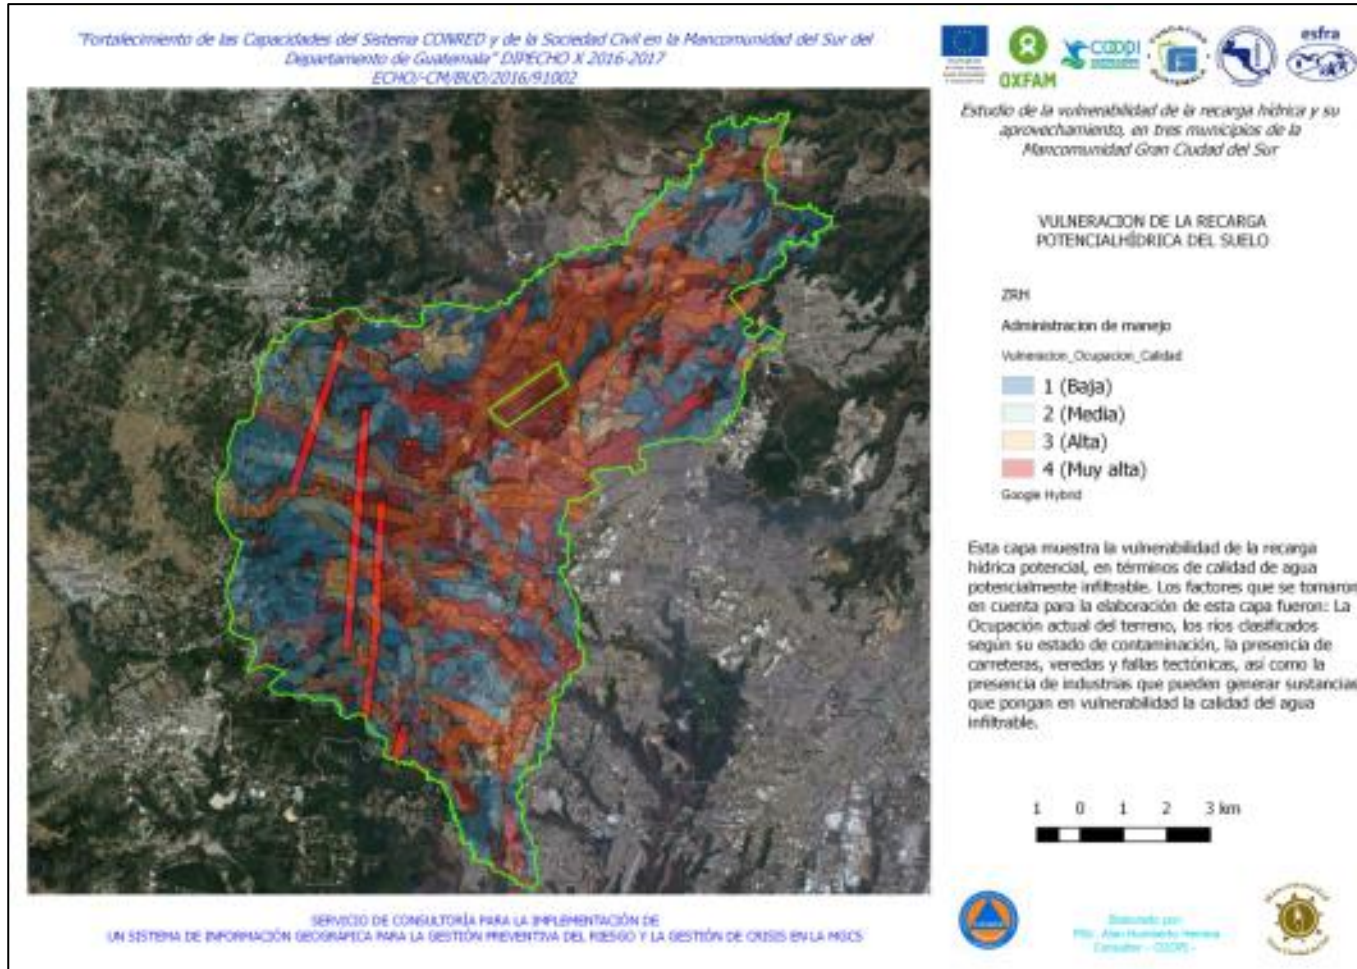 "Fortalecimiento de las Capacidades del Sistema CONRED y de la Sociedad Civil en la Mancomunidad del Sur del
Departamento de Guatemala" DIPECHO X 2016-2017
ECHO/-CM/BUD/2016/91002
OXFAM
esfra
Estudio de la vulnerabilidad de la recarga hídrica y su
aprovechamiento, en tres municipios de la
Mancomunidad Gran Ciudad del Sur
VULNERACION DE LA RECARGA
POTENCIALHÍDRICA DEL SUELO
ZRH
Administracion de manejo
Vulneracion_Ocupacion_Calidad
1 (Baja)
2 (Media)
3 (Alta)
4 (Muy alta)
Google Hybrid
Esta capa muestra la vulnerabilidad de la recarga
hídrica potencial, en términos de calidad de agua
potencialmente infiltrable. Los factores que se tomaron
en cuenta para la elaboración de esta capa fueron: La
Ocupación actual del terreno, los ríos clasificados
según su estado de contaminación, la presencia de
carreteras, veredas y fallas tectónicas, así como la
presencia de industrias que pueden generar sustancias
que pongan en vulnerabilidad la calidad del agua
infiltrable.
1 0 1 2 3 km
SERVICIO DE CONSULTORÍA PARA LA IMPLEMENTACIÓN DE
UN SISTEMA DE INFORMACIÓN GEOGRÁFICA PARA LA GESTIÓN PREVENTIVA DEL RIESGO Y LA GESTIÓN DE CRISIS EN LA MGCS
Elaborado por: